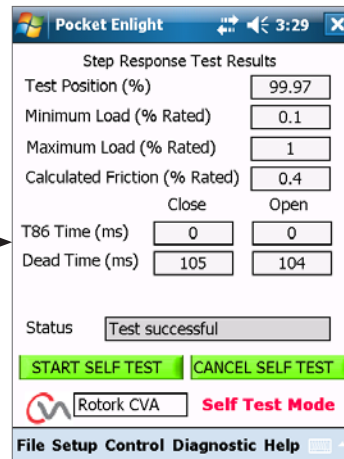 Pocket Enlight 3:29
Step Response Test Results
Test Position (%) 99.97
Minimum Load (% Rated) 0.1
Maximum Load (% Rated) 1
Calculated Friction (% Rated) 0.4
Close Open
T86 Time (ms) 0 0
Dead Time (ms) 105 104
Status Test successful
START SELF TEST CANCEL SELF TEST
Rotork CVA Self Test Mode
File Setup Control Diagnostic Help